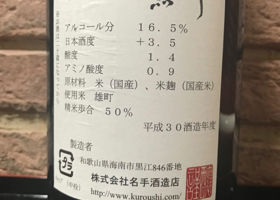 アルコール分 16.5%
日本酒度 +3.5
酸度 1.4
アミノ酸度 0.9
原材料 米(国産)、米麹(国産米)
使用米 雄町
精米歩合 50%
平成30酒造年度
製造者
和歌山県海南市黒江846番地
株式会社名手酒造店
http://www.kuroushi.com/
プラ